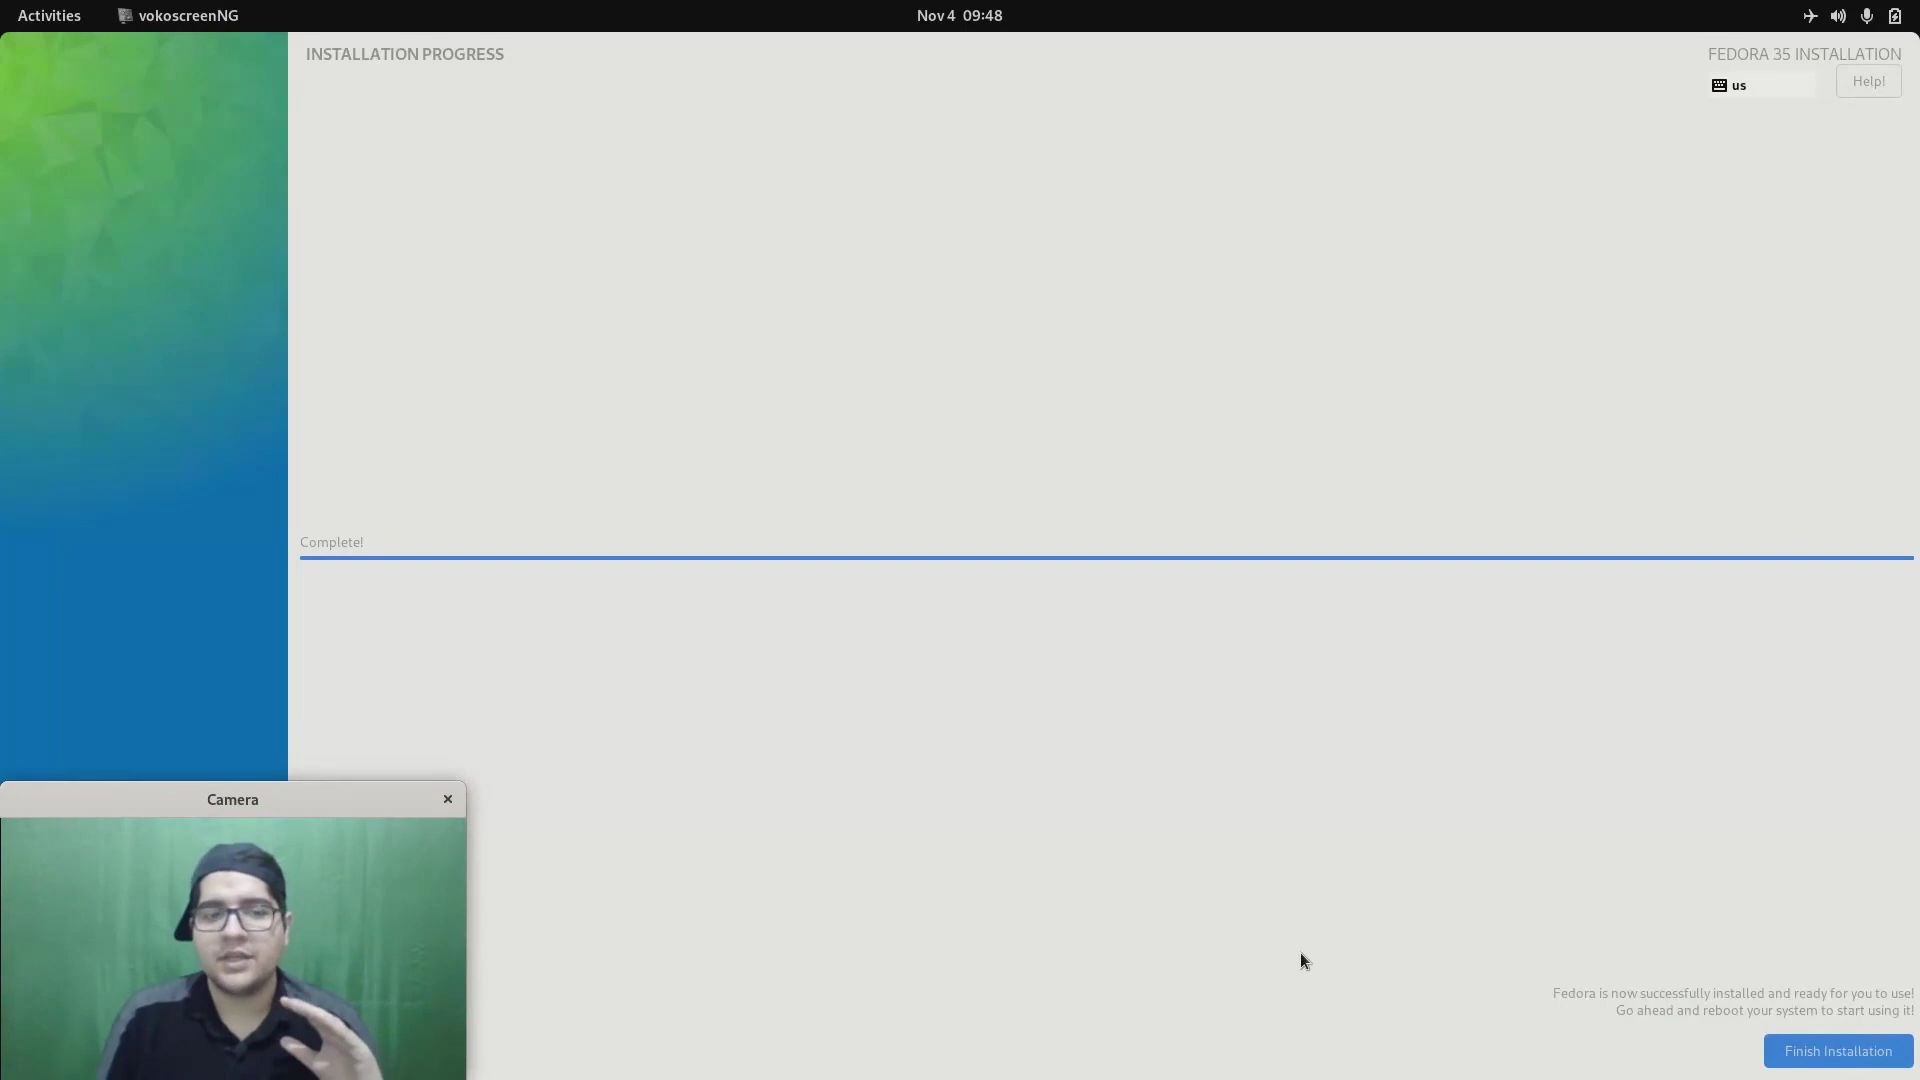 Activities
vokoscreenNG
Nov 4 09:48
INSTALLATION PROGRESS
FEDORA 35 INSTALLATION
us
Help!
Complete!
Camera
Fedora is now successfully installed and ready for you to use!
Go ahead and reboot your system to start using it!
Finish Installation